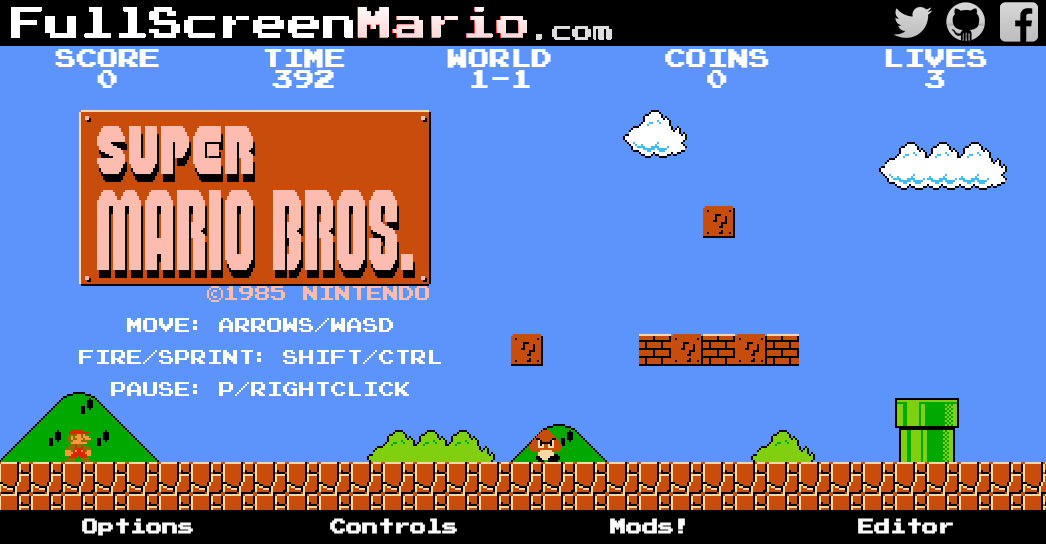 FullScreenMario.com
SCORE TIME WORLD COINS LIVES
0 392 1-1 0 3
SUPER
MARIO BROS.
©1985 NINTENDO
MOVE: ARROWS/WASD
FIRE/SPRINT: SHIFT/CTRL
PAUSE: P/RIGHTCLICK
?
? ? ?
Options Controls Mods! Editor